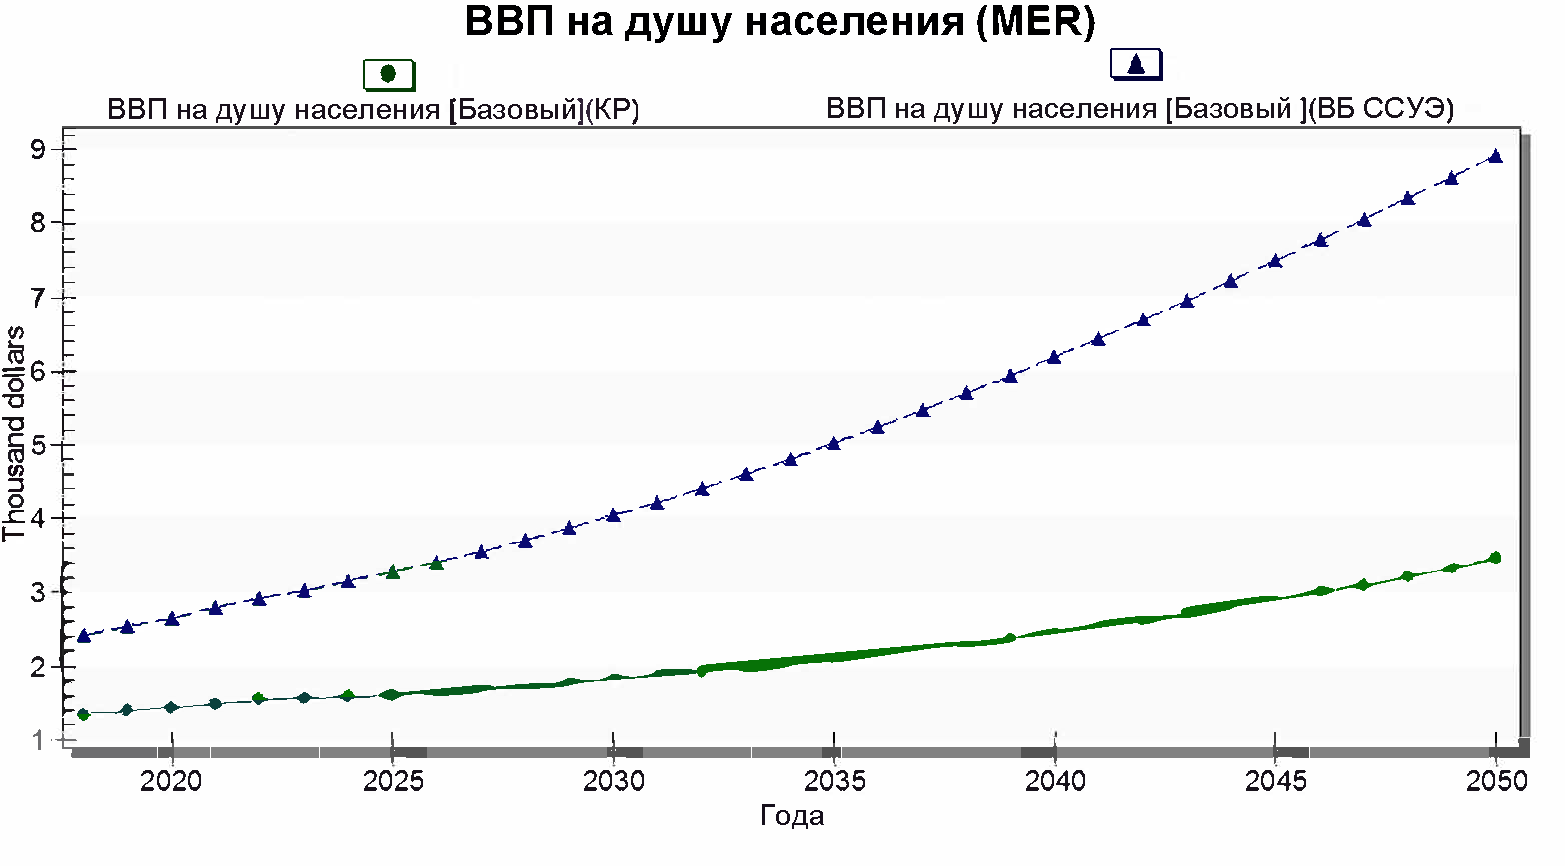 ВВП на душу населения (MER)
ВВП на душу населения [Базовый](КР)
ВВП на душу населения [Базовый ](ВБ ССУЭ)
Thousand dollars
9
8
7
6
5
4
3
2
1
2020 2025 2030 2035 2040 2045 2050
Года